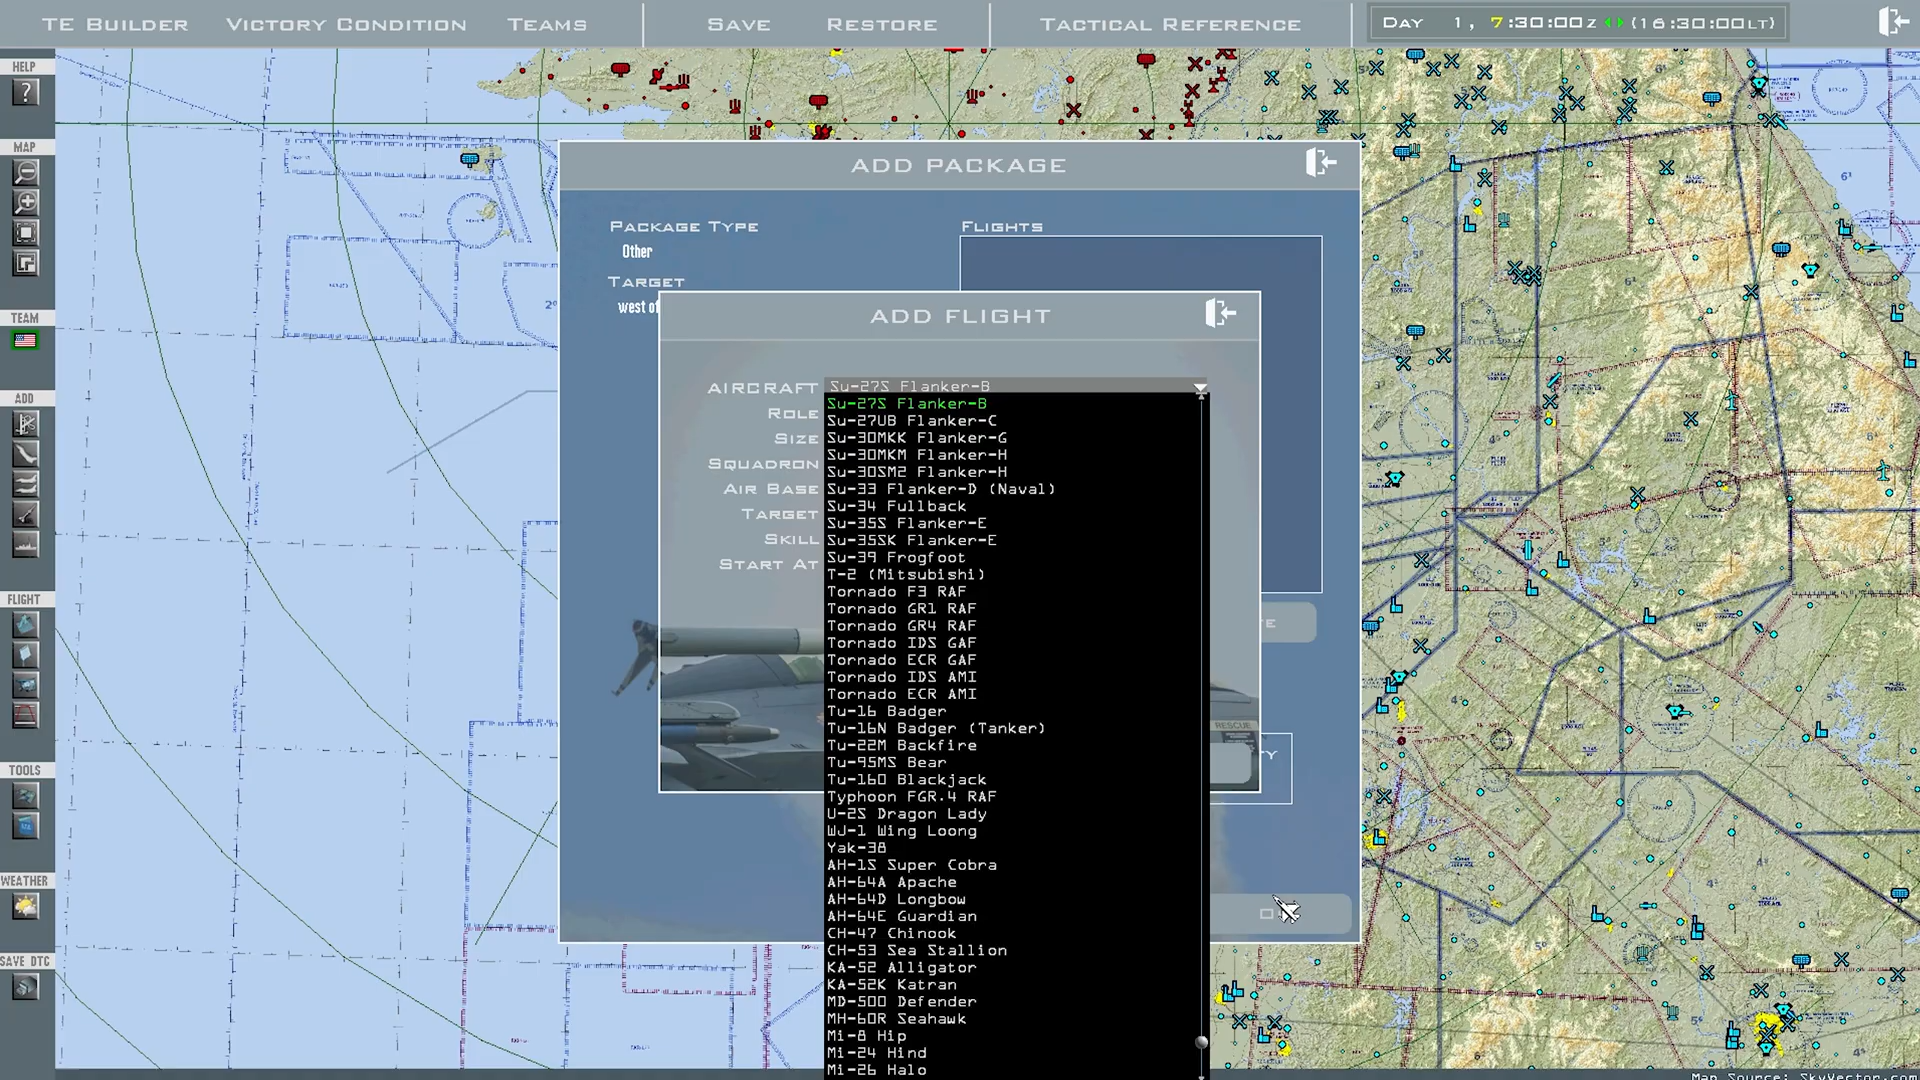 TE Builder
Victory Condition
Teams
Save
Restore
Tactical Reference
Day 1, 7:30:00z (16:30:00LT)
HELP
MAP
TEAM
ADD
FLIGHT
TOOLS
WEATHER
SAVE DTC
ADD PACKAGE
Package Type
Other
Target
west of
Flights
ADD FLIGHT
Aircraft
Role
Size
Squadron
Air Base
Target
Skill
Start At
Su-27S Flanker-B
Su-27S Flanker-B
Su-27UB Flanker-C
Su-30MKK Flanker-G
Su-30MKM Flanker-H
Su-30SM2 Flanker-H
Su-33 Flanker-D (Naval)
Su-34 Fullback
Su-35S Flanker-E
Su-35SK Flanker-E
Su-39 Frogfoot
T-2 (Mitsubishi)
Tornado F3 RAF
Tornado GR1 RAF
Tornado GR4 RAF
Tornado IDS GAF
Tornado ECR GAF
Tornado IDS AMI
Tornado ECR AMI
Tu-16 Badger
Tu-16N Badger (Tanker)
Tu-22M Backfire
Tu-95MS Bear
Tu-160 Blackjack
Typhoon FGR.4 RAF
U-2S Dragon Lady
WJ-1 Wing Loong
Yak-38
AH-1S Super Cobra
AH-64A Apache
AH-64D Longbow
AH-64E Guardian
CH-47 Chinook
CH-53 Sea Stallion
KA-52 Alligator
KA-52K Katran
MD-500 Defender
MH-60R Seahawk
Mi-8 Hip
Mi-24 Hind
Mi-26 Halo
RESCUE
Map Source: SkyVector.com